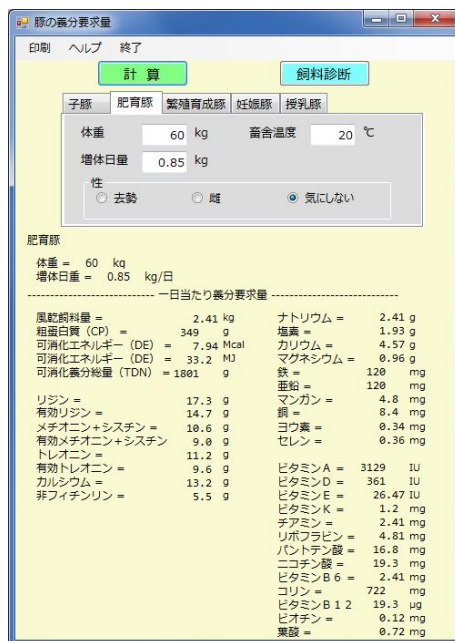 豚の養分要求量
印刷 ヘルプ 終了
計 算 飼料診断
子豚 肥育豚 繁殖育成豚 妊娠豚 授乳豚
体重 60 kg 畜舎温度 20 ℃
増体日量 0.85 kg
性
去勢 雌 気にしない
肥育豚
体重 = 60 kg
増体日重 = 0.85 kg/日
--------------------------- 一日当たり養分要求量 ---------------------------
風乾飼料量 = 2.41 kg
粗蛋白質（CP）= 349 g
可消化エネルギー（DE）= 7.94 Mcal
可消化エネルギー（DE）= 33.2 MJ
可消化養分総量（TDN）= 1801 g
リジン = 17.3 g
有効リジン = 14.7 g
メチオニン+シスチン = 10.6 g
有効メチオニン+シスチン 9.0 g
トレオニン = 11.2 g
有効トレオニン = 9.6 g
カルシウム = 13.2 g
非フィチンリン = 5.5 g
ナトリウム = 2.41 g
塩素 = 1.93 g
カリウム = 4.57 g
マグネシウム = 0.96 g
鉄 = 120 mg
亜鉛 = 120 mg
マンガン = 4.8 mg
銅 = 8.4 mg
ヨウ素 = 0.34 mg
セレン = 0.36 mg
ビタミンA = 3129 IU
ビタミンD = 361 IU
ビタミンE = 26.47 IU
ビタミンK = 1.2 mg
チアミン = 2.41 mg
リボフラビン = 4.81 mg
パントテン酸 = 16.8 mg
ニコチン酸 = 19.3 mg
ビタミンB6 = 2.41 mg
コリン = 722 mg
ビタミンB12 19.3 μg
ビオチン = 0.12 mg
葉酸 = 0.72 mg